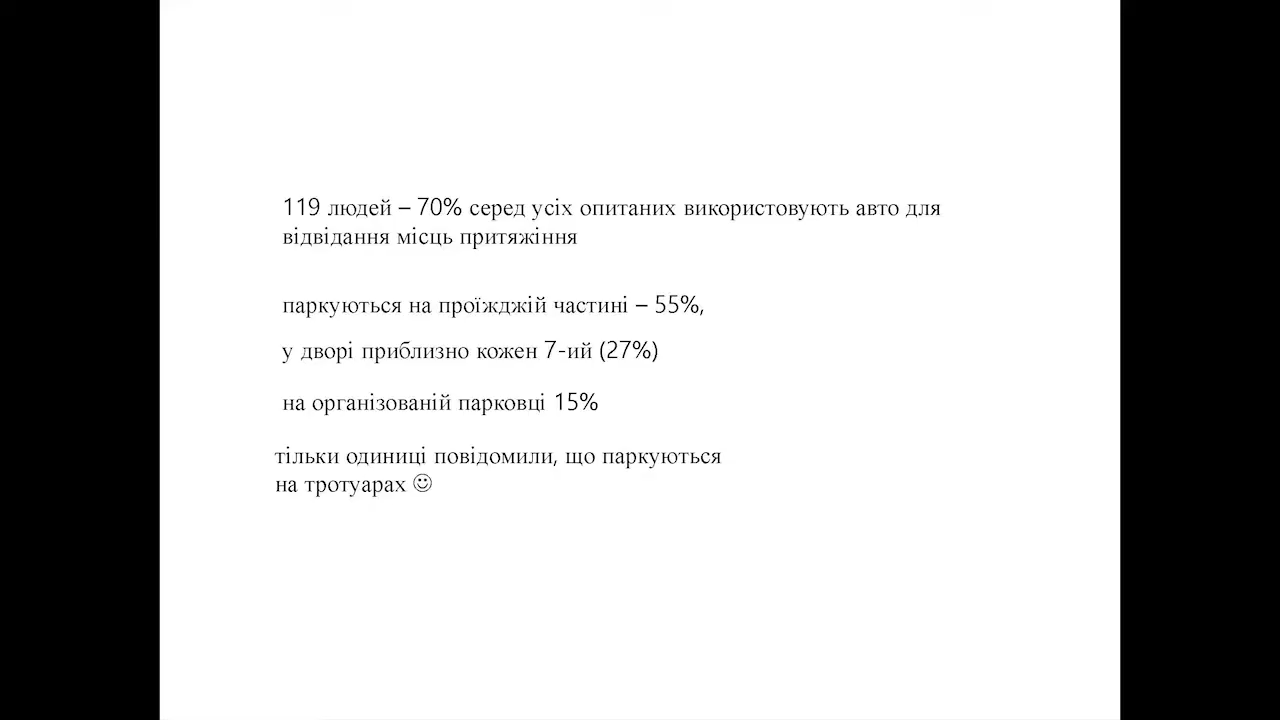 119 людей – 70% серед усіх опитаних використовують авто для
відвідання місць притяжіння
паркуються на проїжджій частині – 55%,
у дворі приблизно кожен 7-ий (27%)
на організованій парковці 15%
тільки одиниці повідомили, що паркуються
на тротуарах ☺